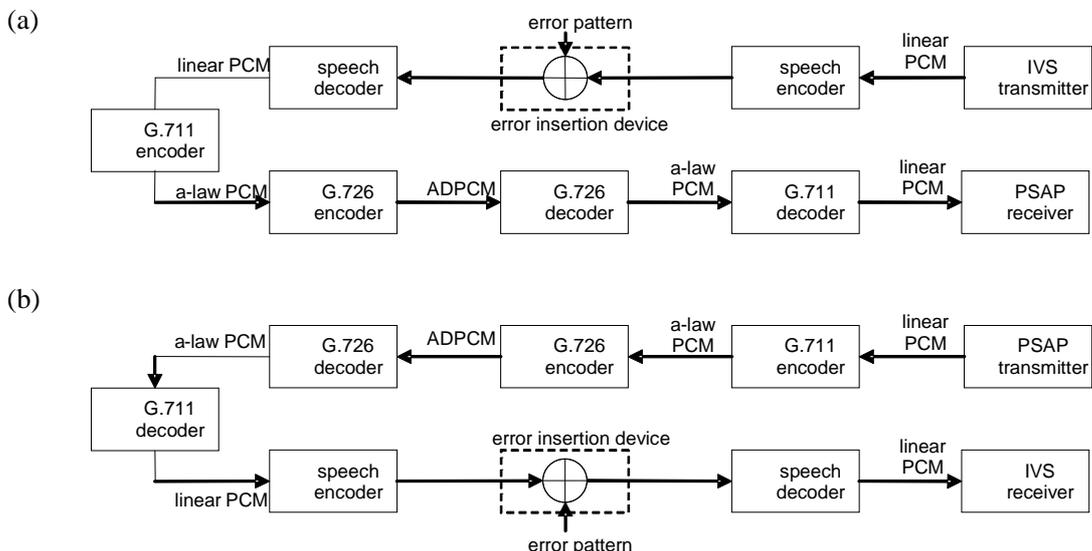 (a)
error pattern
linear PCM
speech
decoder
error insertion device
speech
encoder
linear
PCM
IVS
transmitter
G.711
encoder
a-law PCM
G.726
encoder
ADPCM
G.726
decoder
a-law
PCM
G.711
decoder
linear
PCM
PSAP
receiver
(b)
a-law PCM
G.726
decoder
ADPCM
G.726
encoder
a-law
PCM
G.711
encoder
linear
PCM
PSAP
transmitter
G.711
decoder
linear PCM
speech
encoder
error insertion device
error pattern
speech
decoder
linear
PCM
IVS
receiver